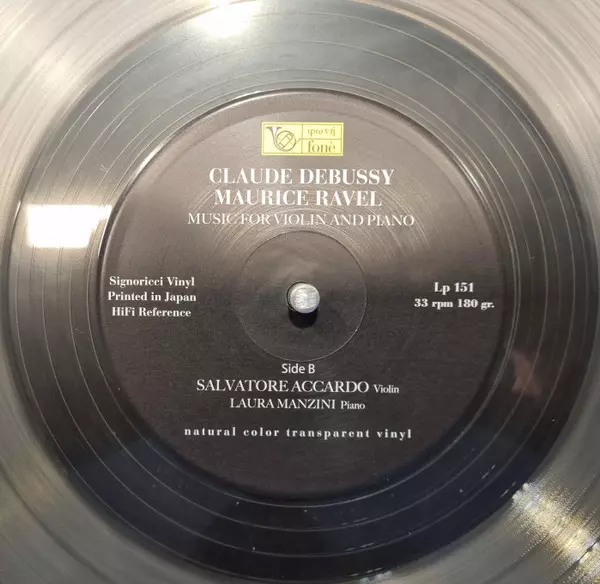 fonè
CLAUDE DEBUSSY
MAURICE RAVEL
MUSIC FOR VIOLIN AND PIANO
Signoricci Vinyl
Printed in Japan
HiFi Reference
Lp 151
33 rpm 180 gr.
Side B
SALVATORE ACCARDO Violin
LAURA MANZINI Piano
natural color transparent vinyl